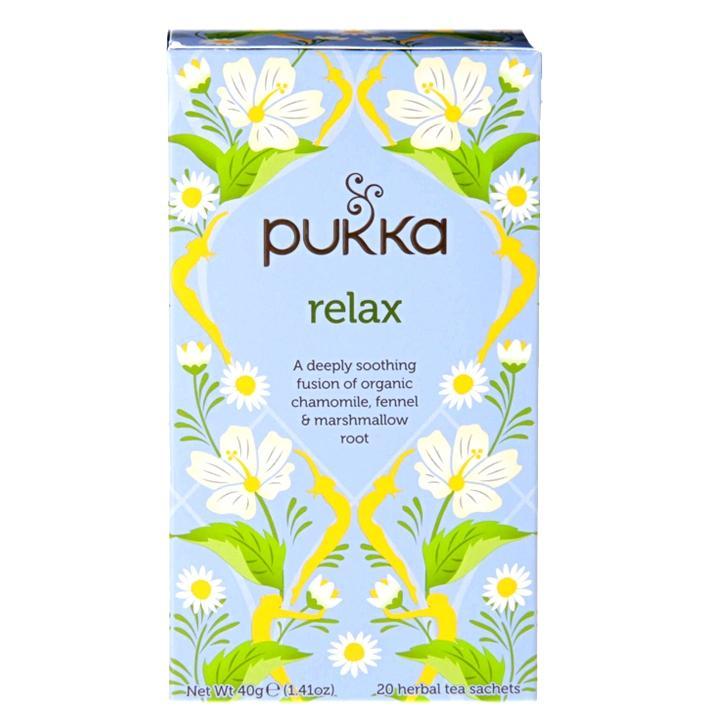 pukka
relax
A deeply soothing
fusion of organic
chamomile, fennel
& marshmallow
root
Net Wt 40g ℮ (1.41oz)
20 herbal tea sachets